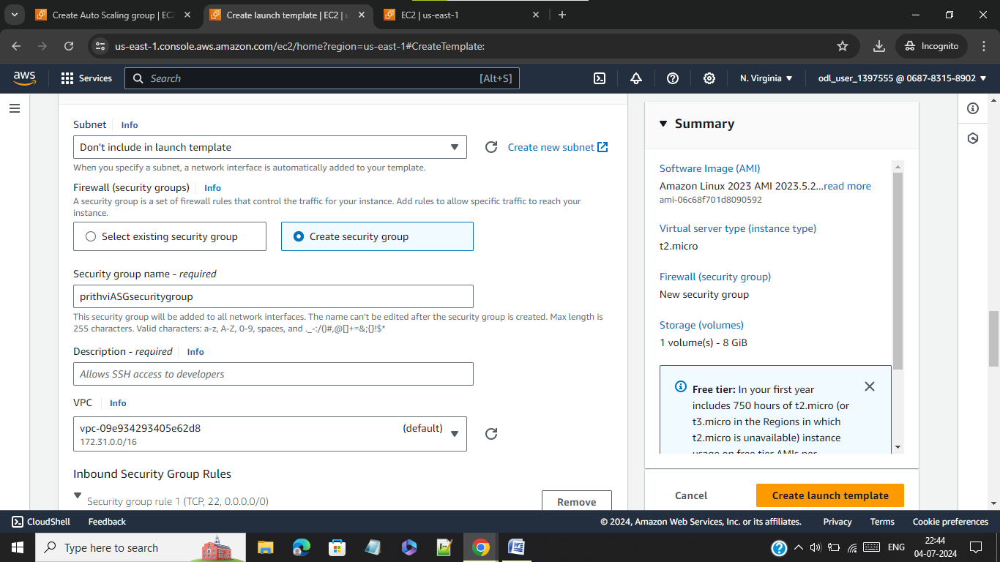 Create Auto Scaling group | EC2
Create launch template | EC2 | u
EC2 | us-east-1
us-east-1.console.aws.amazon.com/ec2/home?region=us-east-1#CreateTemplate:
Incognito
aws
Services
Search
[Alt+S]
N. Virginia
odl_user_1397555 @ 0687-8315-8902
Subnet
Info
Don't include in launch template
Create new subnet
When you specify a subnet, a network interface is automatically added to your template.
Firewall (security groups)
Info
A security group is a set of firewall rules that control the traffic for your instance. Add rules to allow specific traffic to reach your
instance.
Select existing security group
Create security group
Security group name - required
prithviASGsecuritygroup
This security group will be added to all network interfaces. The name can't be edited after the security group is created. Max length is
255 characters. Valid characters: a-z, A-Z, 0-9, spaces, and ._-:/()#,@[]+=&;{}!$*
Description - required
Info
Allows SSH access to developers
VPC
Info
vpc-09e934293405e62d8
(default)
172.31.0.0/16
Inbound Security Group Rules
Security group rule 1 (TCP, 22, 0.0.0.0/0)
Remove
Summary
Software Image (AMI)
Amazon Linux 2023 AMI 2023.5.2...read more
ami-06c68f701d8090592
Virtual server type (instance type)
t2.micro
Firewall (security group)
New security group
Storage (volumes)
1 volume(s) - 8 GiB
Free tier: In your first year
includes 750 hours of t2.micro (or
t3.micro in the Regions in which
t2.micro is unavailable) instance
usage on free tier AMIs per
Cancel
Create launch template
CloudShell
Feedback
© 2024, Amazon Web Services, Inc. or its affiliates.
Privacy
Terms
Cookie preferences
Type here to search
ENG
22:44
04-07-2024